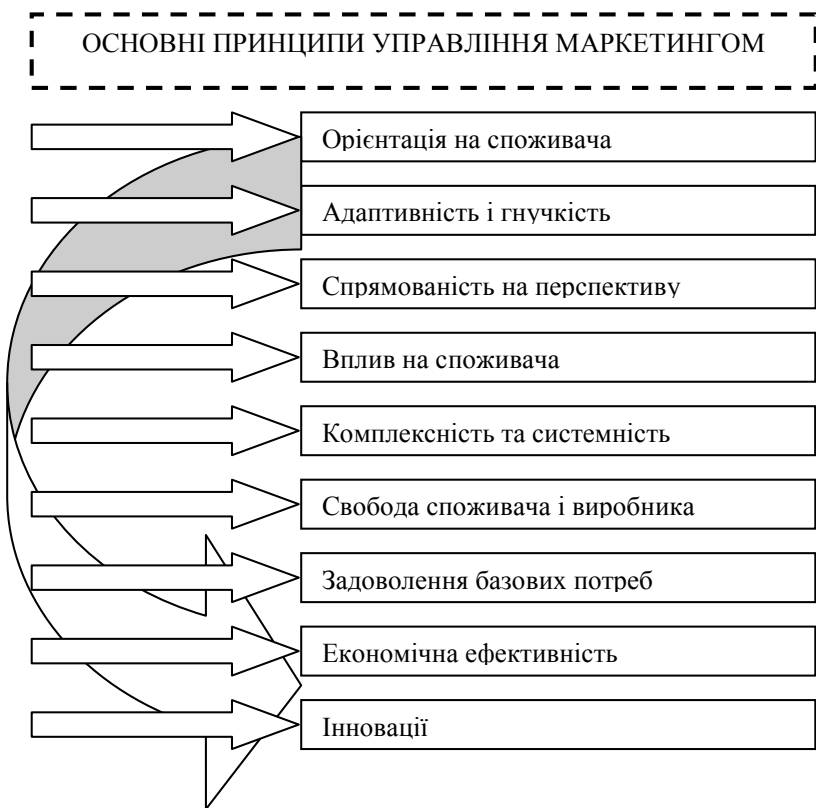 ОСНОВНІ ПРИНЦИПИ УПРАВЛІННЯ МАРКЕТИНГОМ
Орієнтація на споживача
Адаптивність і гнучкість
Спрямованість на перспективу
Вплив на споживача
Комплексність та системність
Свобода споживача і виробника
Задоволення базових потреб
Економічна ефективність
Інновації